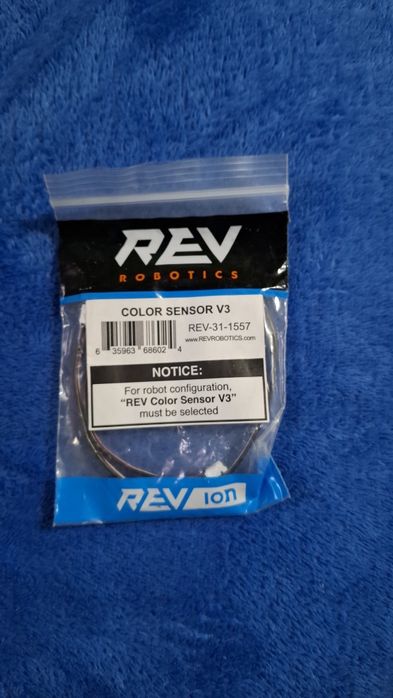 REV
ROBOTICS
COLOR SENSOR V3
REV-31-1557
www.REVROBOTICS.com
6 35963 68602 4
NOTICE:
For robot configuration,
“REV Color Sensor V3”
must be selected
REV ION